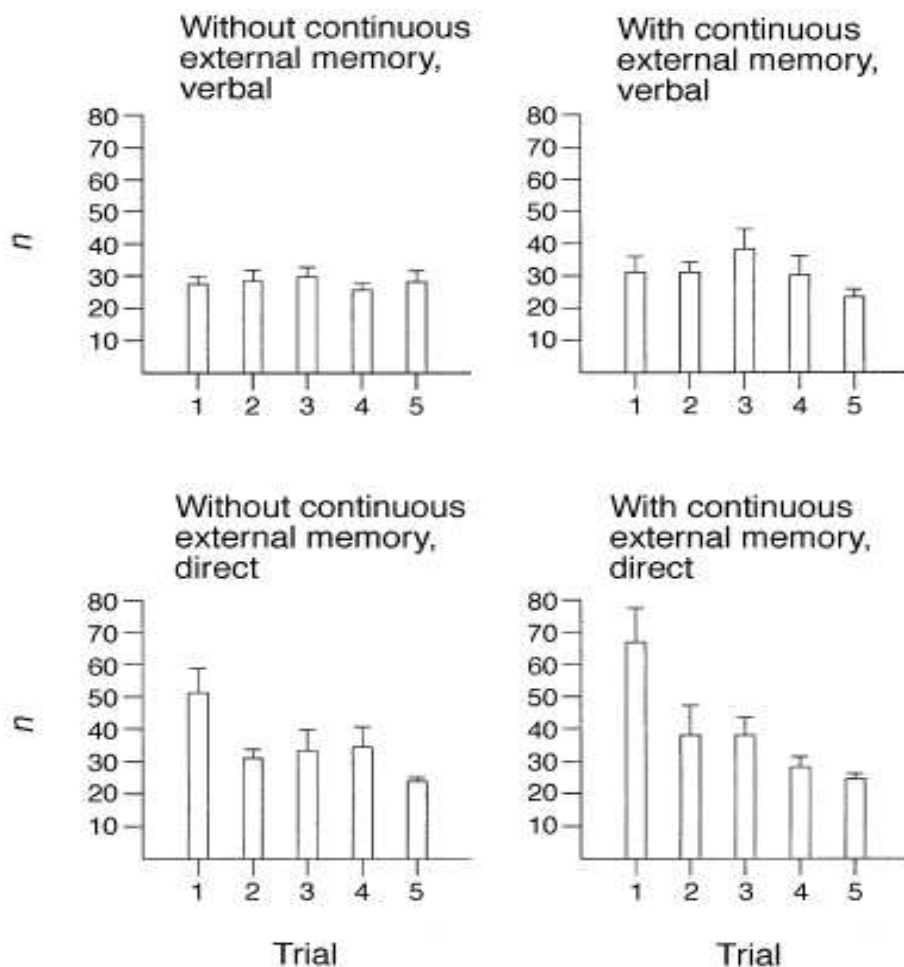 Without continuous
external memory,
verbal
80
70
60
50
40
30
20
10
n
1 2 3 4 5
With continuous
external memory,
verbal
80
70
60
50
40
30
20
10
1 2 3 4 5
Without continuous
external memory,
direct
80
70
60
50
40
30
20
10
n
1 2 3 4 5
Trial
With continuous
external memory,
direct
80
70
60
50
40
30
20
10
1 2 3 4 5
Trial